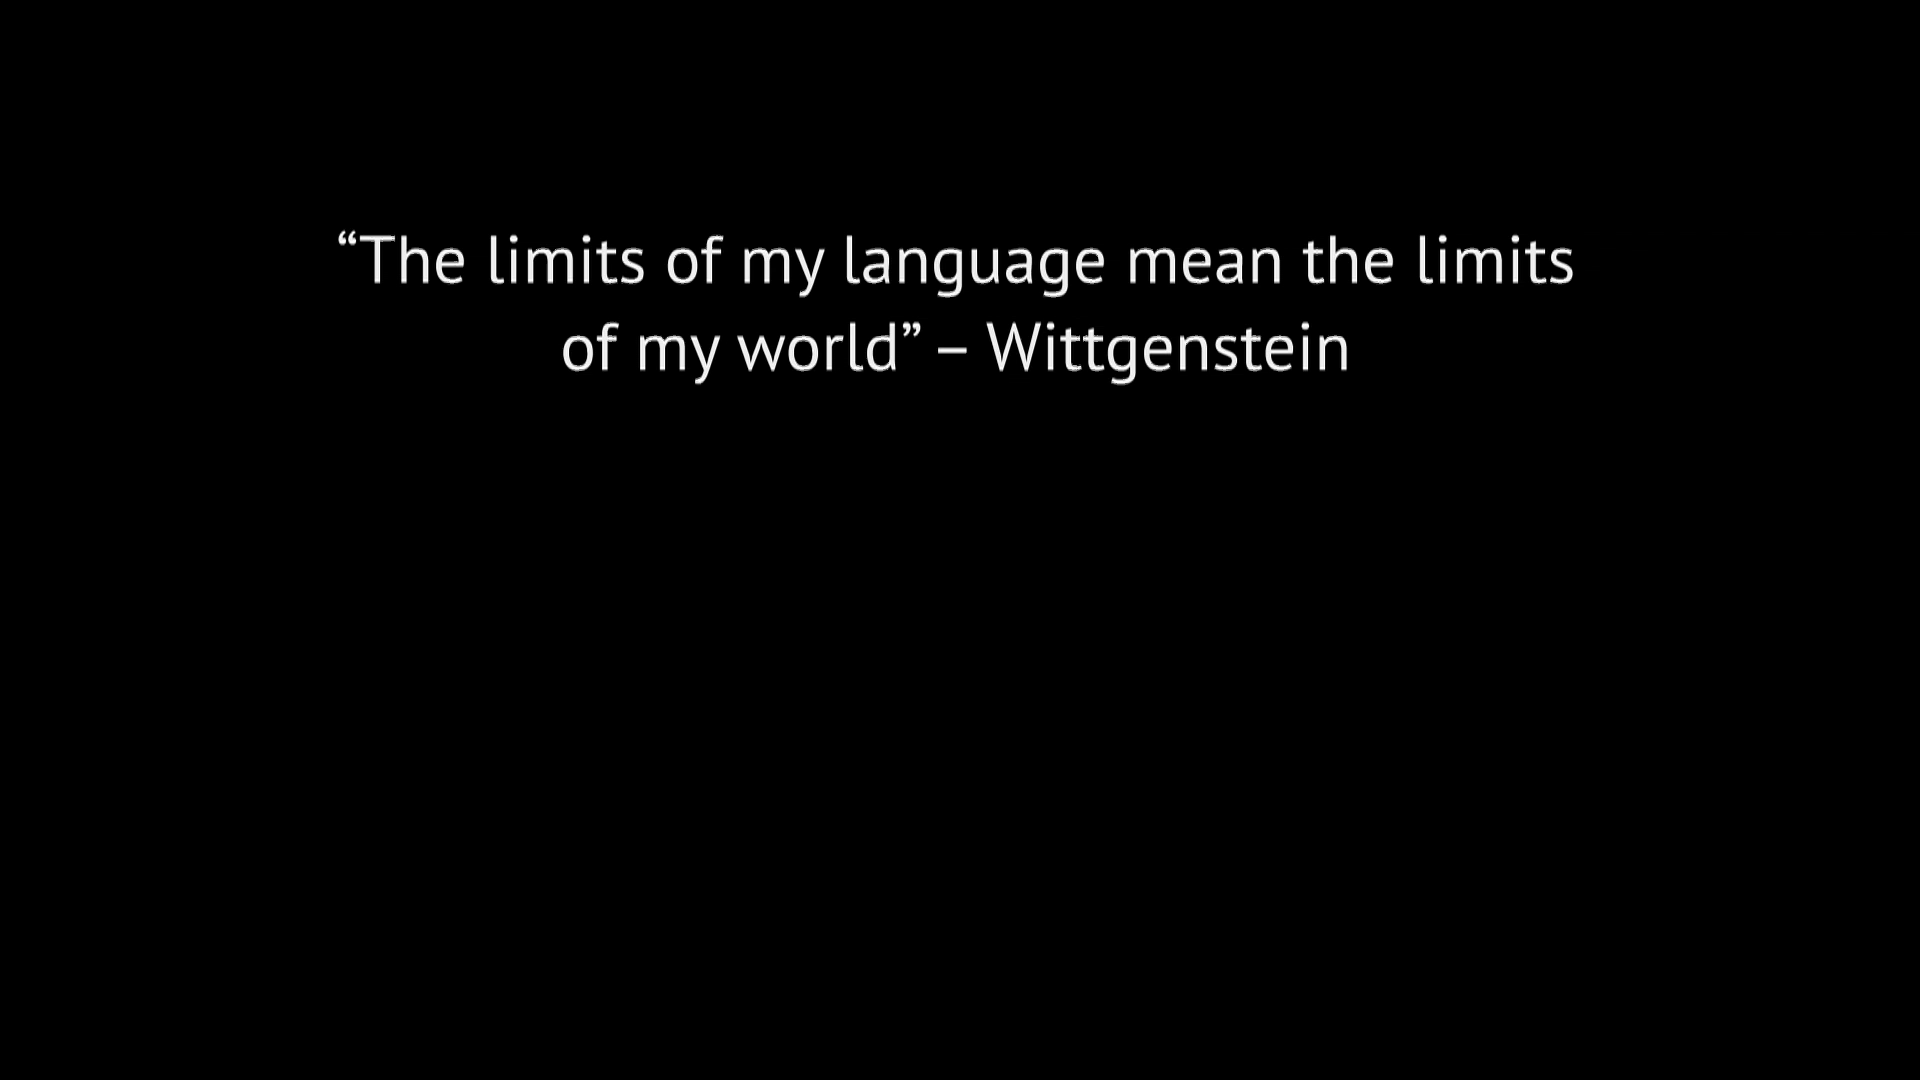 “The limits of my language mean the limits
of my world” – Wittgenstein